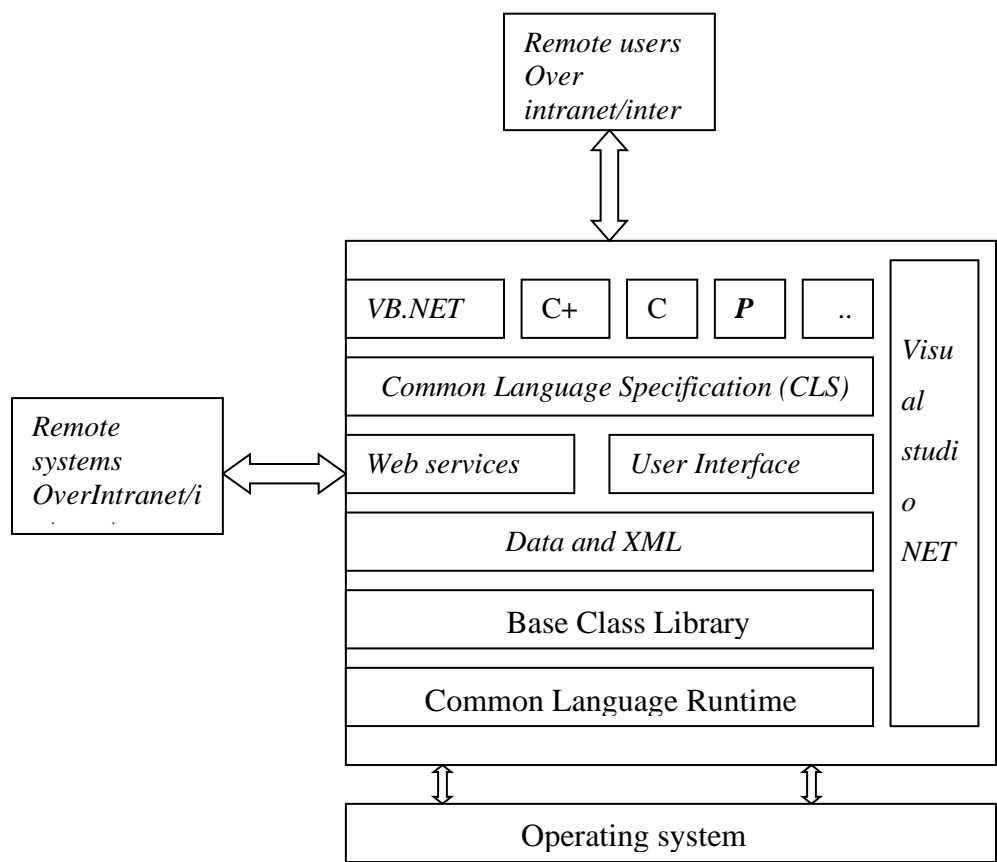 Remote users
Over
intranet/inter
VB.NET
C+
C
P
..
Visu
al
studi
o
NET
Common Language Specification (CLS)
Remote
systems
OverIntranet/i
Web services
User Interface
Data and XML
Base Class Library
Common Language Runtime
Operating system